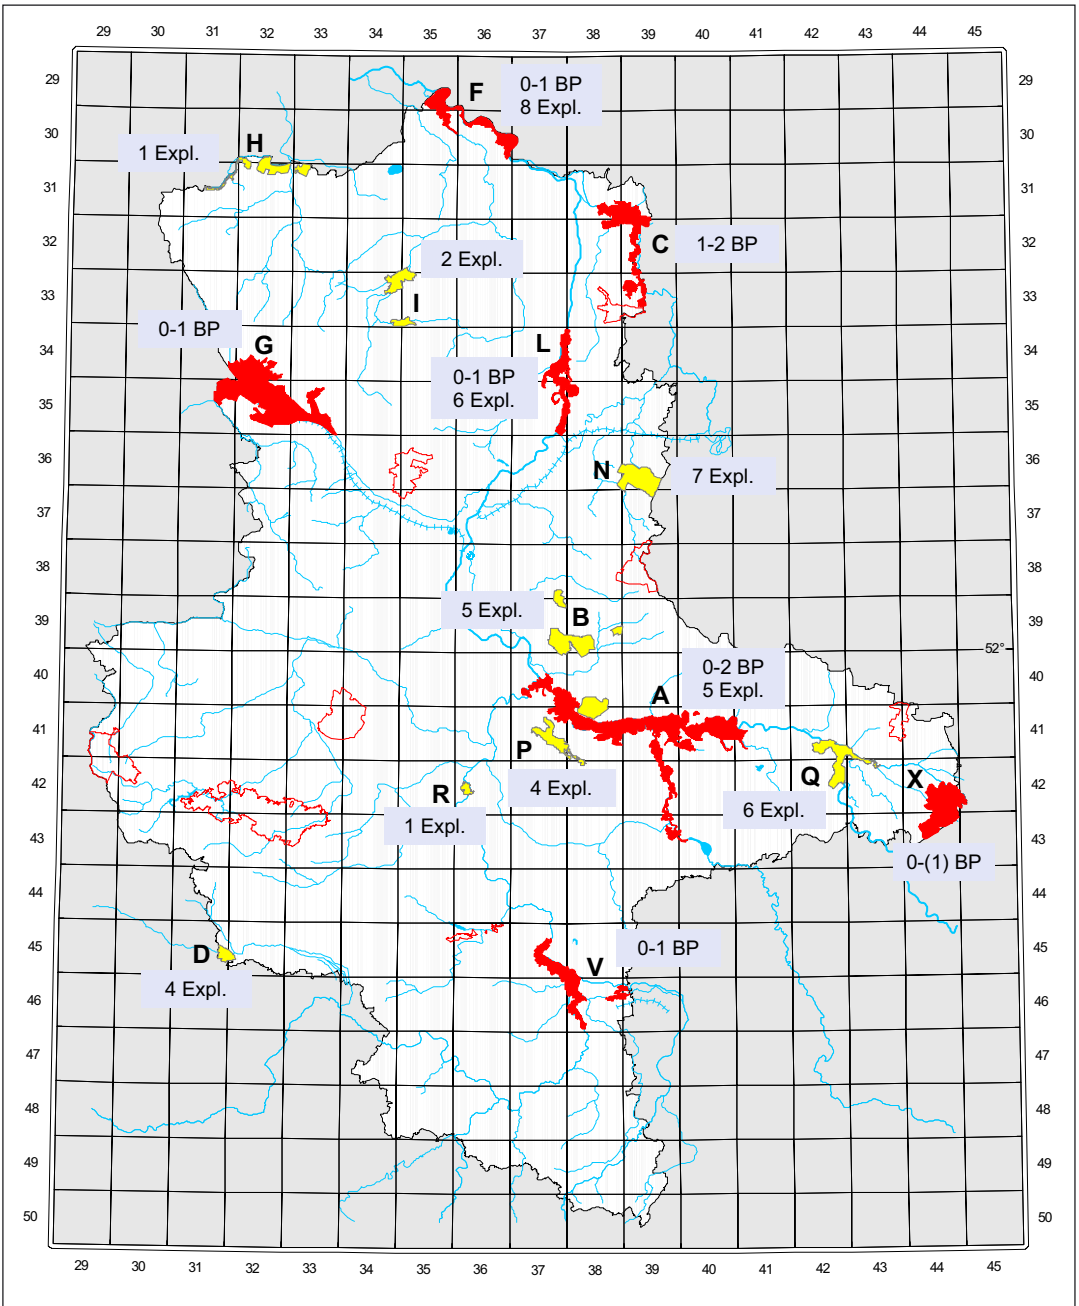 29 30 31 32 33 34 35 36 37 38 39 40 41 42 43 44 45
29 29
F 0-1 BP
8 Expl.
30 30
1 Expl. H
31 31
32 C 1-2 BP 32
2 Expl.
33 I 33
0-1 BP
34 G L 34
0-1 BP
6 Expl.
35 35
36 N 7 Expl. 36
37 37
38 38
5 Expl. B
39 39
52°
40 0-2 BP 40
5 Expl.
A
41 P 41
4 Expl.
42 R Q X 42
6 Expl.
1 Expl.
43 43
0-(1) BP
44 44
45 D V 0-1 BP 45
4 Expl.
46 46
47 47
48 48
49 49
50 50
29 30 31 32 33 34 35 36 37 38 39 40 41 42 43 44 45